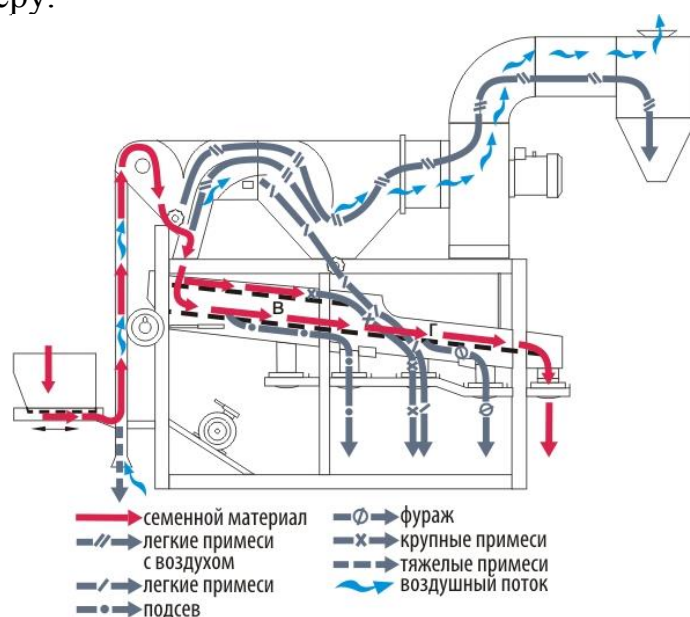 еру.
В
Г
семенной материал
легкие примеси
с воздухом
легкие примеси
подсев
фураж
крупные примеси
тяжелые примеси
воздушный поток